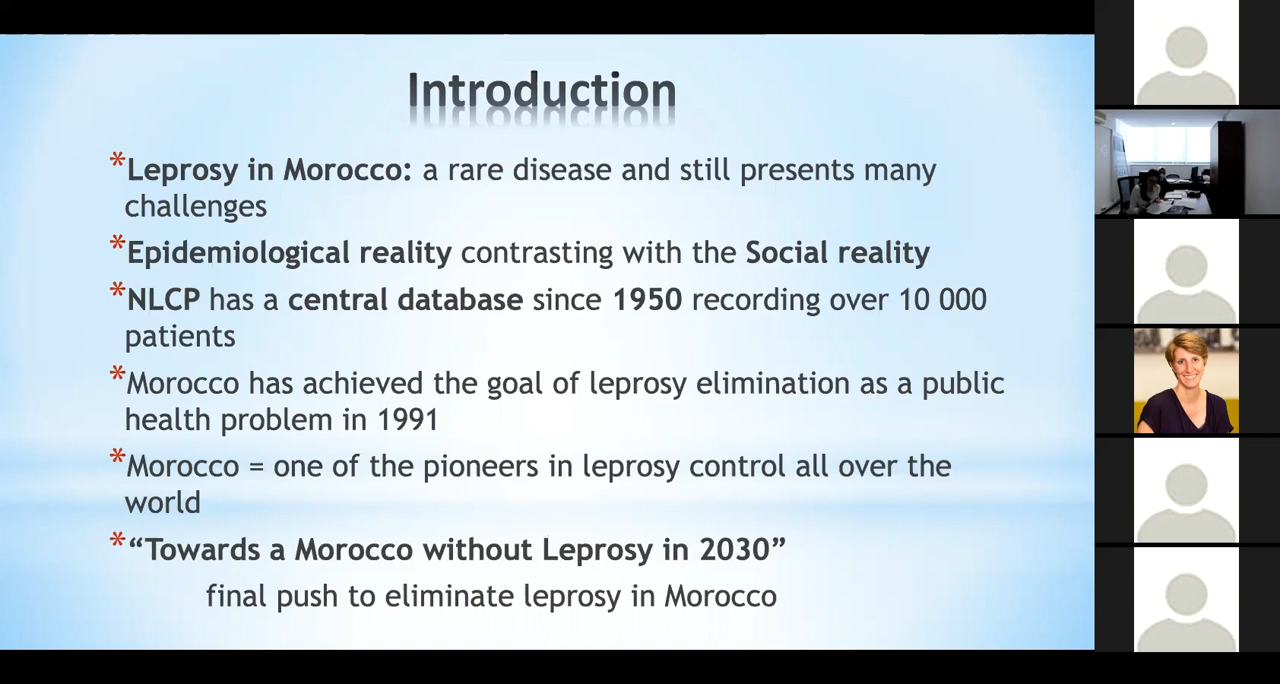 Introduction
*Leprosy in Morocco: a rare disease and still presents many
challenges
*Epidemiological reality contrasting with the Social reality
*NLCP has a central database since 1950 recording over 10 000
patients
*Morocco has achieved the goal of leprosy elimination as a public
health problem in 1991
*Morocco = one of the pioneers in leprosy control all over the
world
*“Towards a Morocco without Leprosy in 2030”
final push to eliminate leprosy in Morocco